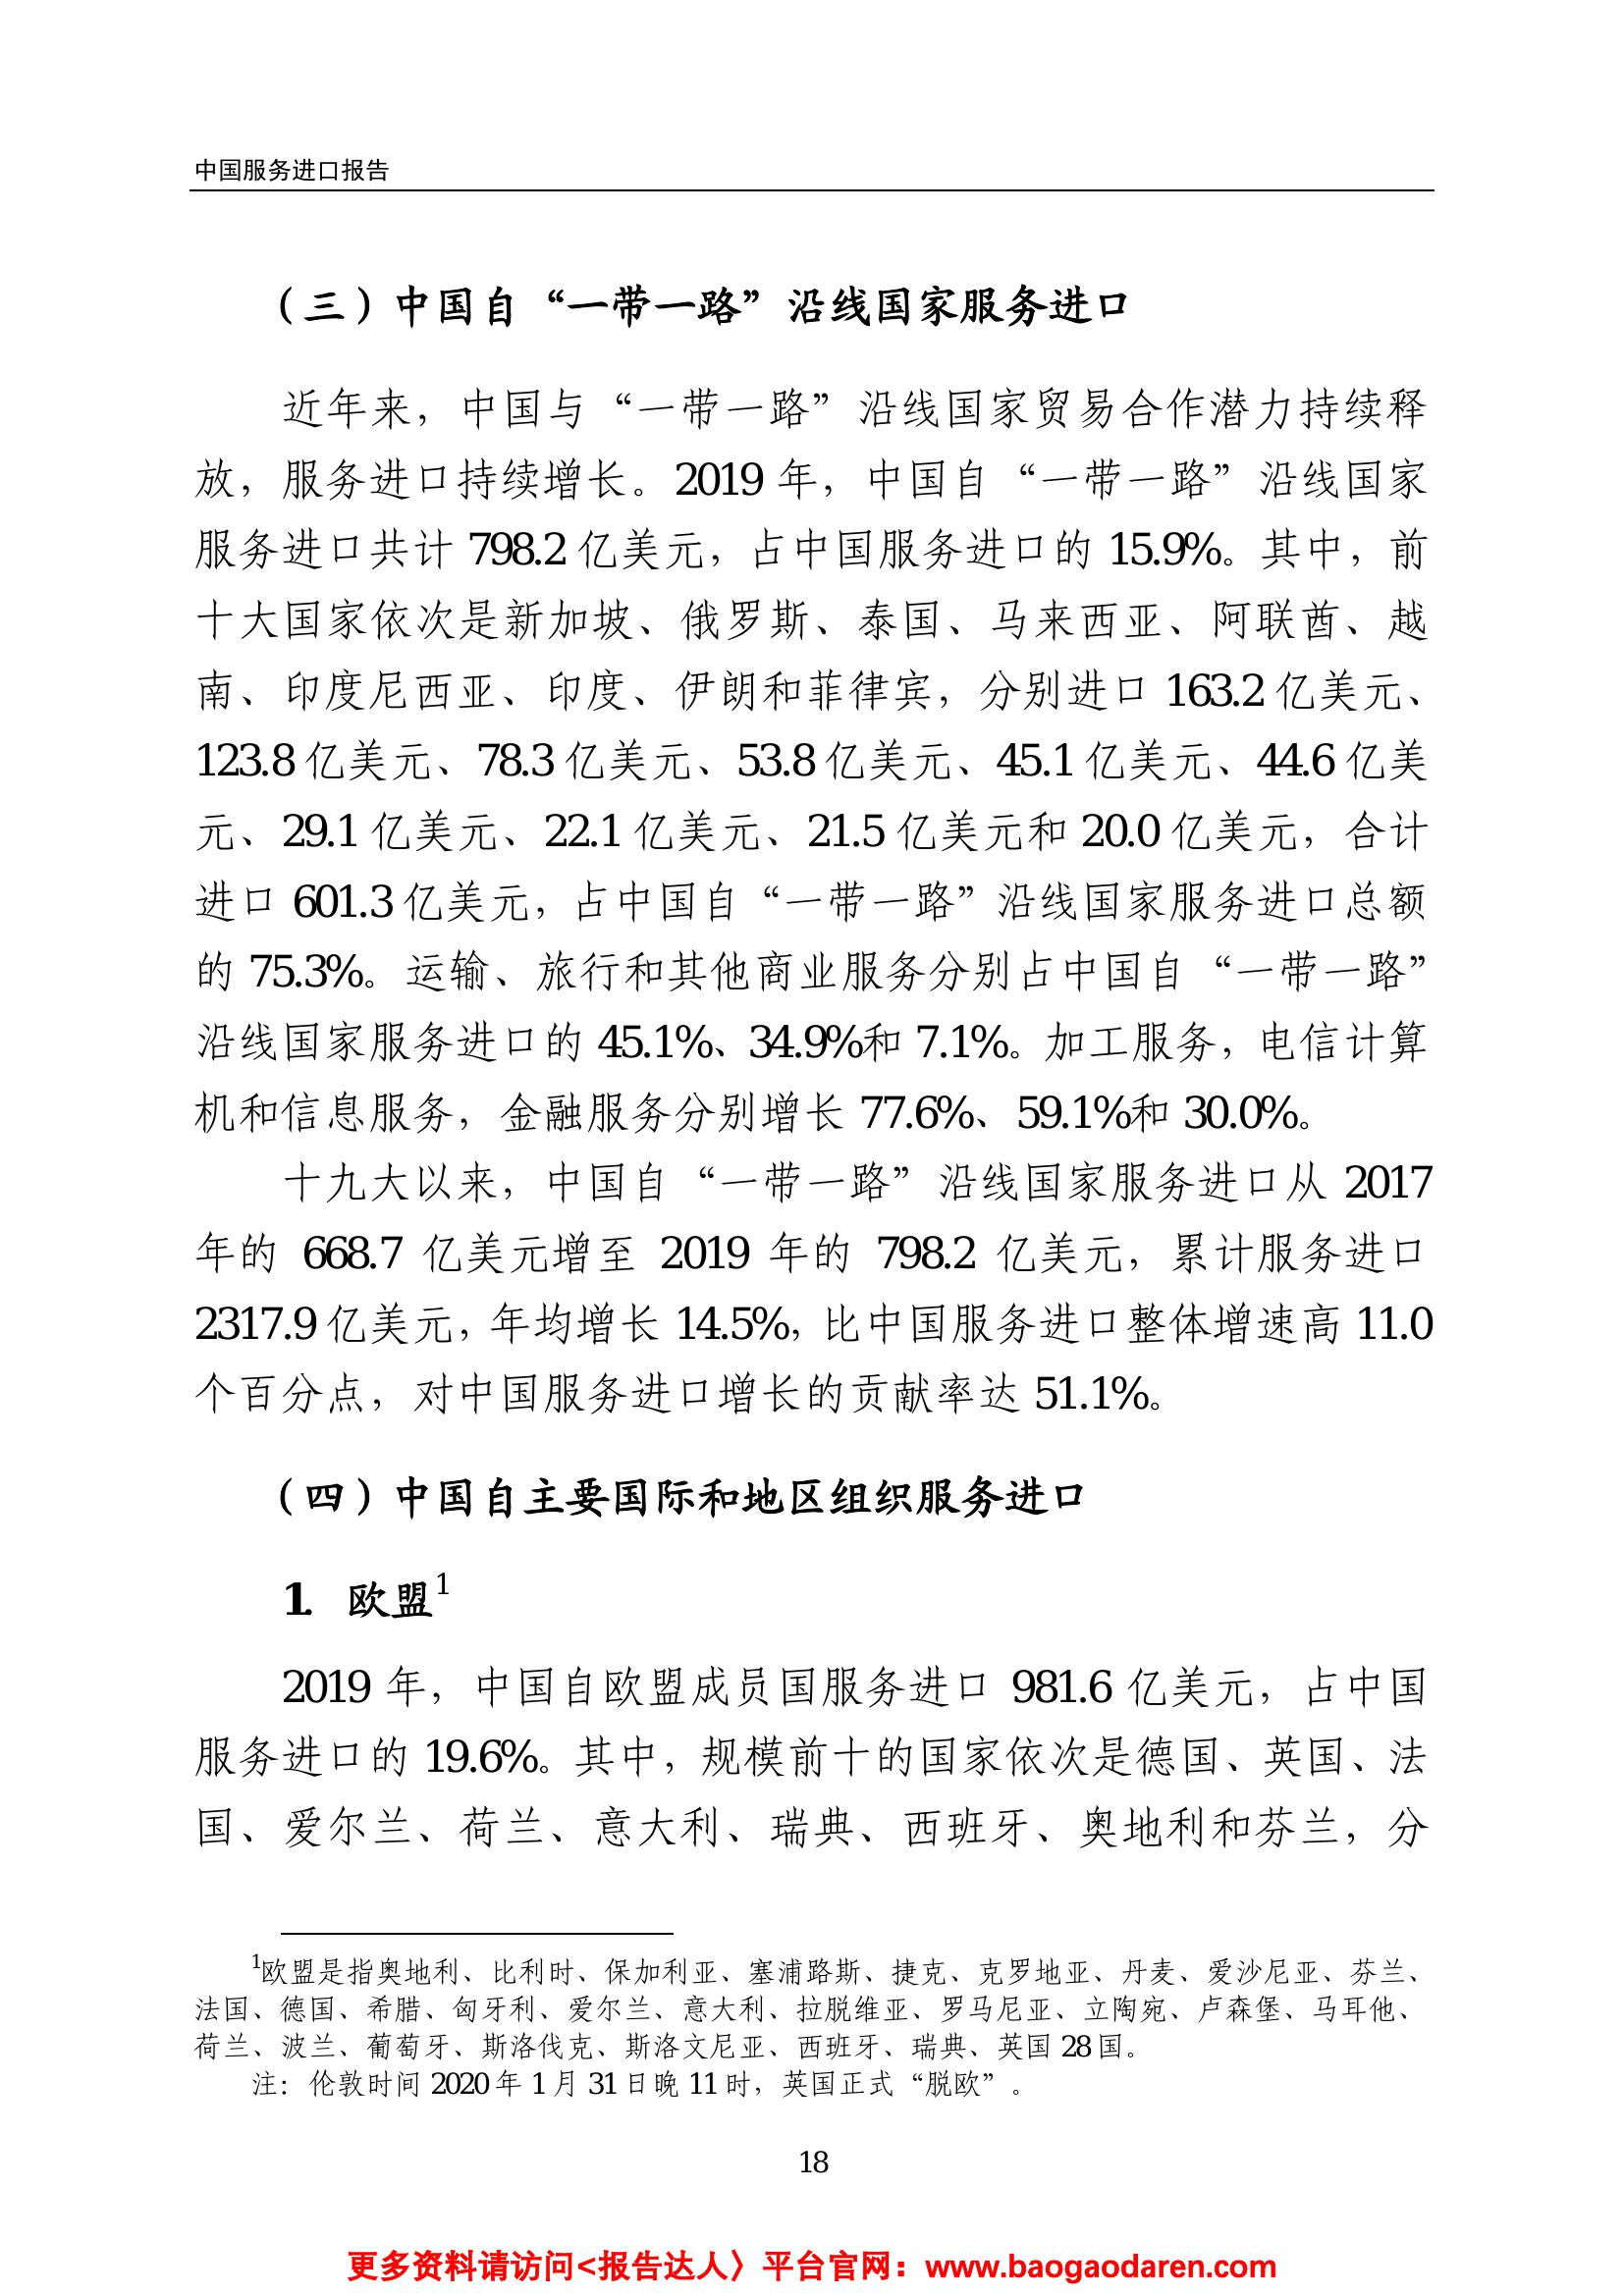 中国服务进口报告
（三）中国自“一带一路”沿线国家服务进口
近年来，中国与“一带一路”沿线国家贸易合作潜力持续释
放，服务进口持续增长。2019 年，中国自“一带一路”沿线国家
服务进口共计 798.2 亿美元，占中国服务进口的 15.9%。其中，前
十大国家依次是新加坡、俄罗斯、泰国、马来西亚、阿联酋、越
南、印度尼西亚、印度、伊朗和菲律宾，分别进口 163.2 亿美元、
123.8 亿美元、78.3 亿美元、53.8 亿美元、45.1 亿美元、44.6 亿美
元、29.1 亿美元、22.1 亿美元、21.5 亿美元和 20.0 亿美元，合计
进口 601.3 亿美元，占中国自“一带一路”沿线国家服务进口总额
的 75.3%。运输、旅行和其他商业服务分别占中国自“一带一路”
沿线国家服务进口的 45.1%、34.9%和 7.1%。加工服务，电信计算
机和信息服务，金融服务分别增长 77.6%、59.1%和 30.0%。
十九大以来，中国自“一带一路”沿线国家服务进口从 2017
年的 668.7 亿美元增至 2019 年的 798.2 亿美元，累计服务进口
2317.9 亿美元，年均增长 14.5%，比中国服务进口整体增速高 11.0
个百分点，对中国服务进口增长的贡献率达 51.1%。
（四）中国自主要国际和地区组织服务进口
1. 欧盟1
2019 年，中国自欧盟成员国服务进口 981.6 亿美元，占中国
服务进口的 19.6%。其中，规模前十的国家依次是德国、英国、法
国、爱尔兰、荷兰、意大利、瑞典、西班牙、奥地利和芬兰，分
1欧盟是指奥地利、比利时、保加利亚、塞浦路斯、捷克、克罗地亚、丹麦、爱沙尼亚、芬兰、
法国、德国、希腊、匈牙利、爱尔兰、意大利、拉脱维亚、罗马尼亚、立陶宛、卢森堡、马耳他、
荷兰、波兰、葡萄牙、斯洛伐克、斯洛文尼亚、西班牙、瑞典、英国 28 国。
注：伦敦时间 2020 年 1 月 31 日晚 11 时，英国正式“脱欧”。
18
更多资料请访问<报告达人〉平台官网：www.baogaodaren.com